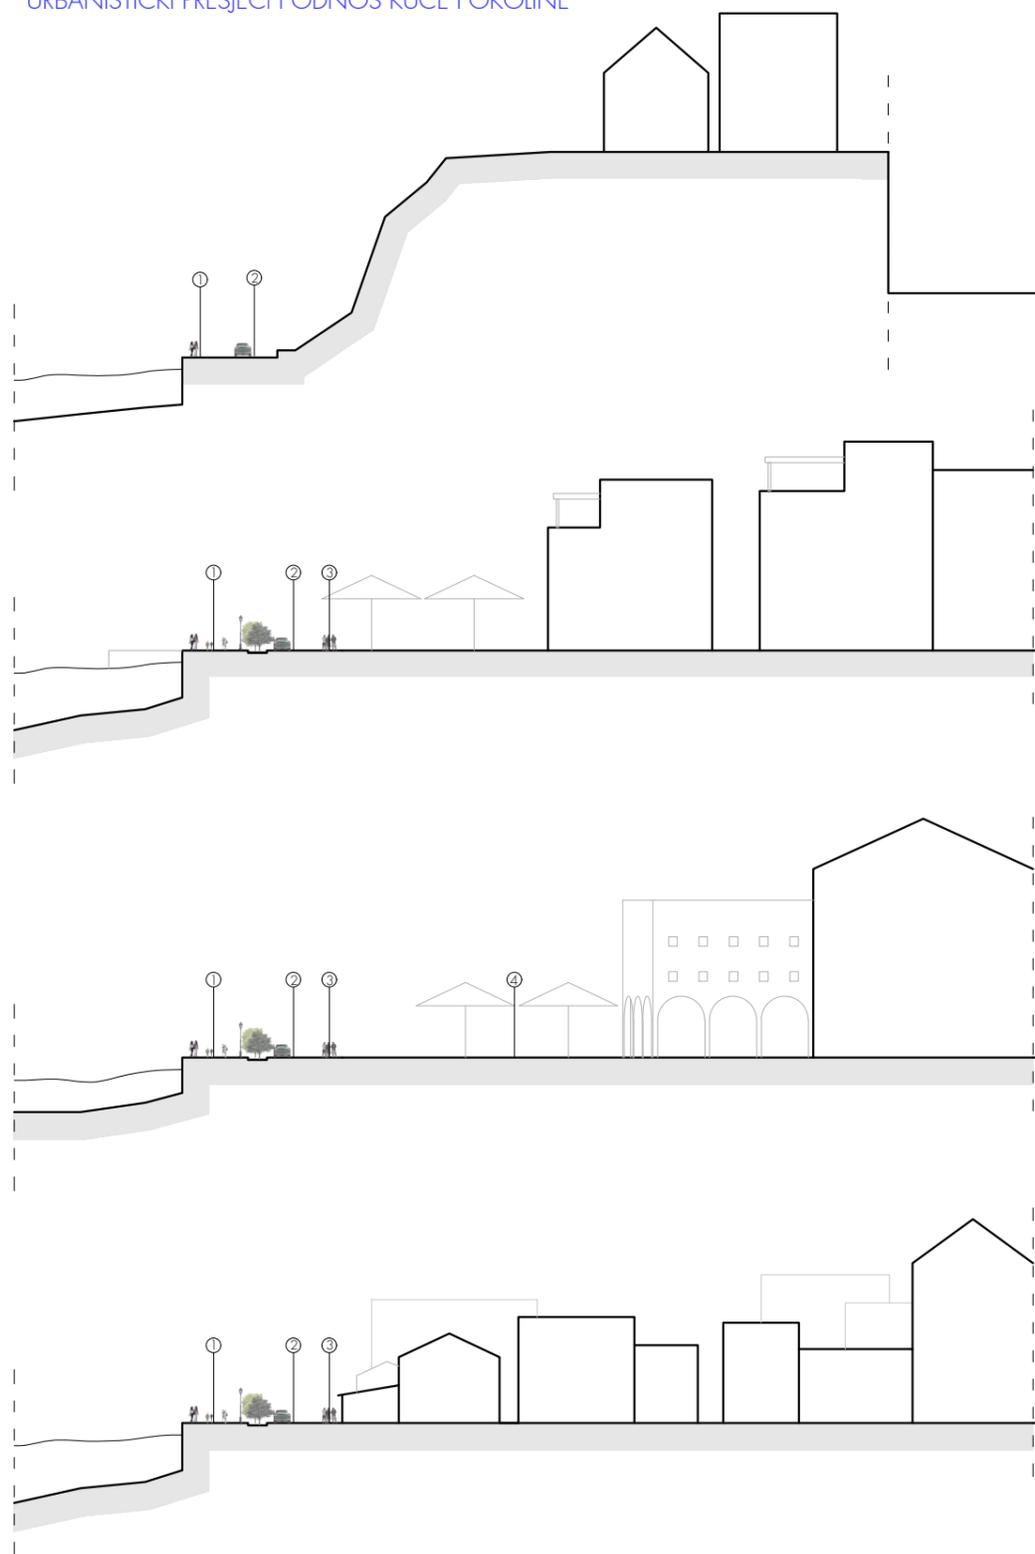 URBANISTIČKI PRESJECI I ODNOS KUĆE I OKOLINE
1 2
1 2 3
1 2 3 4
1 2 3